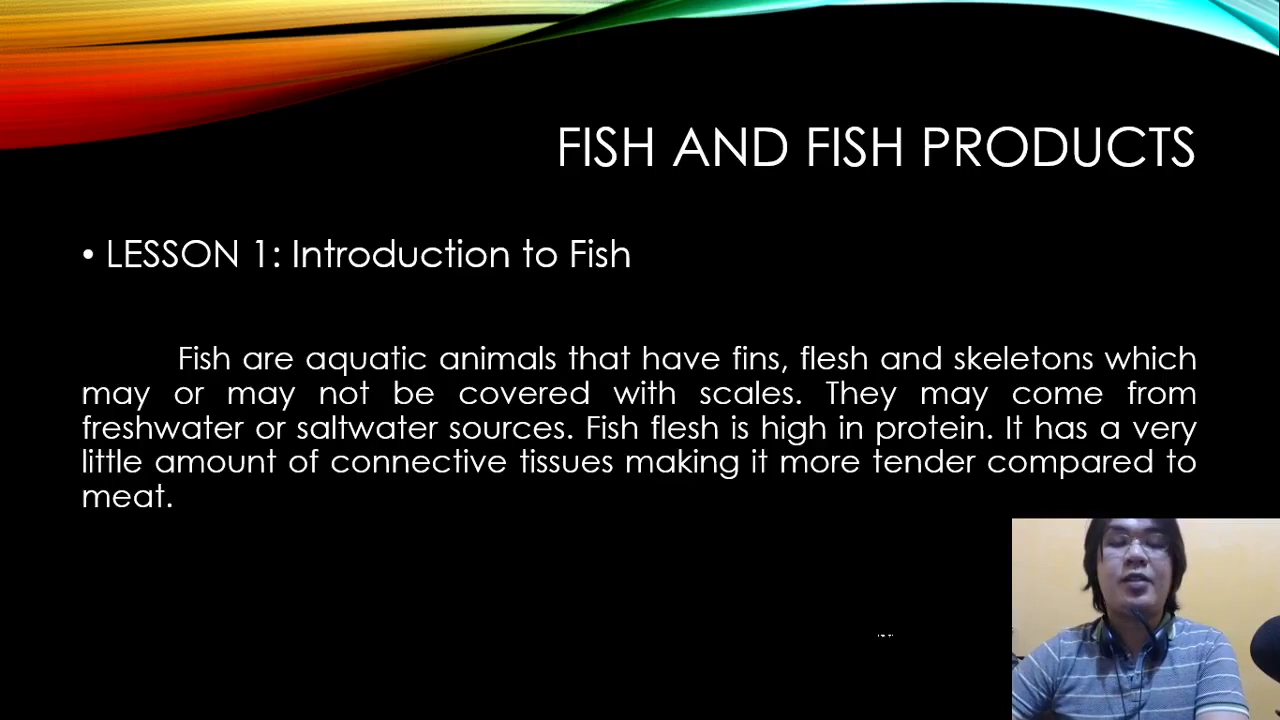 FISH AND FISH PRODUCTS
• LESSON 1: Introduction to Fish
Fish are aquatic animals that have fins, flesh and skeletons which
may or may not be covered with scales. They may come from
freshwater or saltwater sources. Fish flesh is high in protein. It has a very
little amount of connective tissues making it more tender compared to
meat.